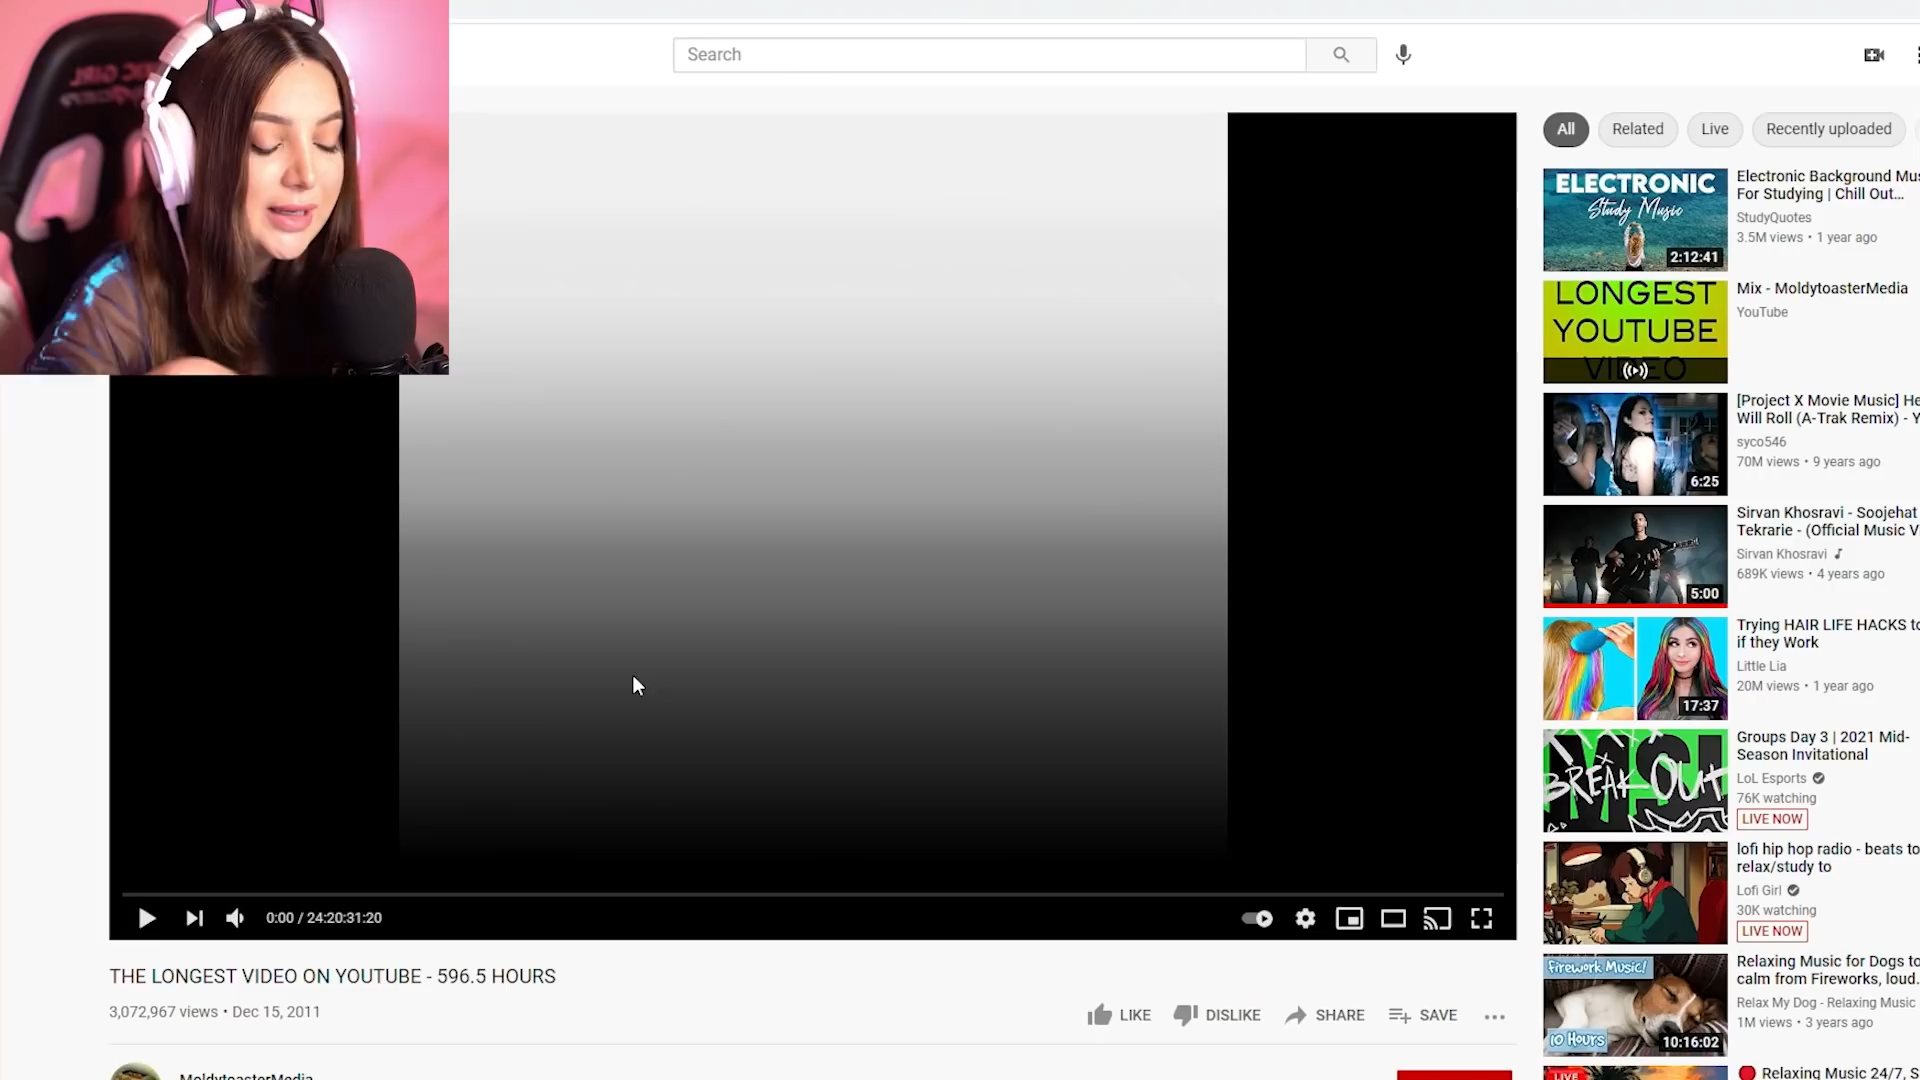 Search
All
Related
Live
Recently uploaded
ELECTRONIC
Study Music
2:12:41
Electronic Background Mus
For Studying | Chill Out...
StudyQuotes
3.5M views • 1 year ago
LONGEST
YOUTUBE
VIDEO
Mix - MoldytoasterMedia
YouTube
6:25
[Project X Movie Music] He
Will Roll (A-Trak Remix) - Y
syco546
70M views • 9 years ago
5:00
Sirvan Khosravi - Soojehat
Tekrarie - (Official Music V
Sirvan Khosravi
689K views • 4 years ago
17:37
Trying HAIR LIFE HACKS to
if they Work
Little Lia
20M views • 1 year ago
MSI
BREAKOUT
Groups Day 3 | 2021 Mid-
Season Invitational
LoL Esports
76K watching
LIVE NOW
lofi hip hop radio - beats to
relax/study to
Lofi Girl
30K watching
LIVE NOW
Firework Music!
10 Hours
10:16:02
Relaxing Music for Dogs to
calm from Fireworks, loud...
Relax My Dog - Relaxing Music
1M views • 3 years ago
LIVE
Relaxing Music 24/7, S
0:00 / 24:20:31:20
THE LONGEST VIDEO ON YOUTUBE - 596.5 HOURS
3,072,967 views • Dec 15, 2011
LIKE
DISLIKE
SHARE
SAVE
MoldytoasterMedia